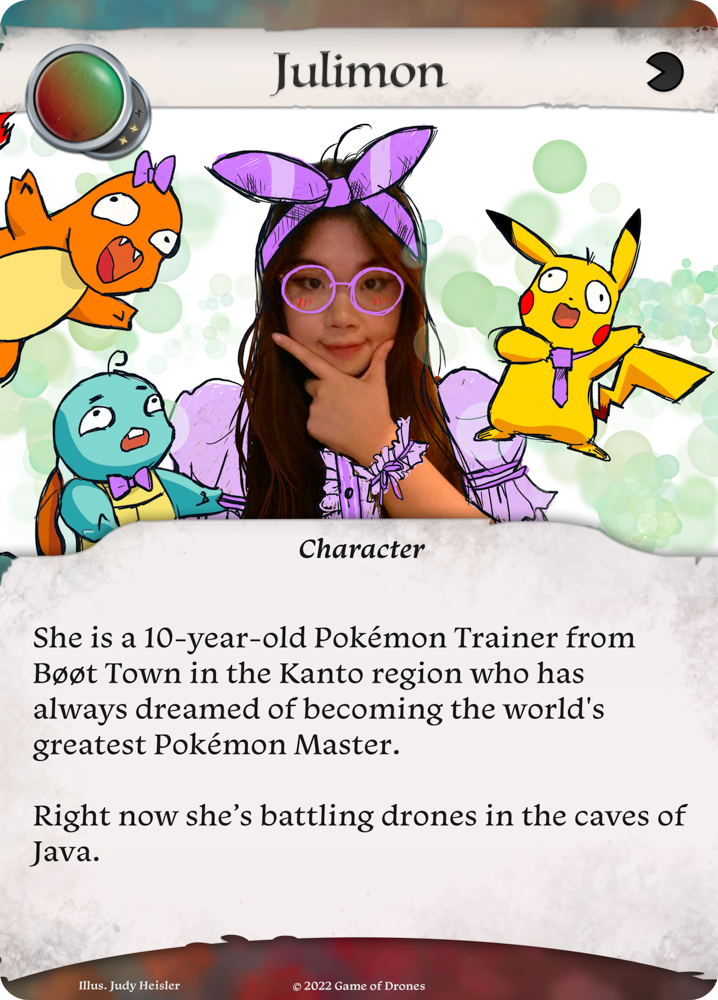 Julimon
Character
She is a 10-year-old Pokémon Trainer from
Bøøt Town in the Kanto region who has
always dreamed of becoming the world's
greatest Pokémon Master.
Right now she’s battling drones in the caves of
Java.
Illus. Judy Heisler
© 2022 Game of Drones